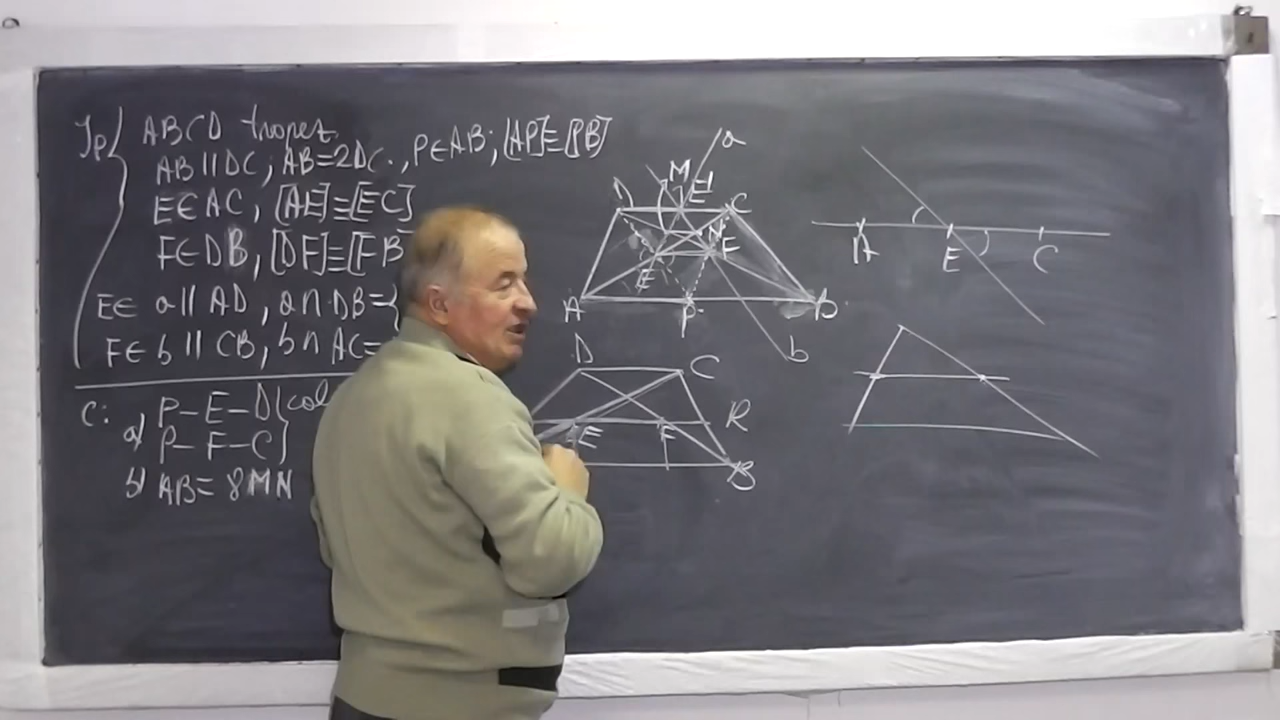 Ip { ABCD trapez
AB || DC ; AB=2DC., P∈AB; [AP]≡[PB]
E∈AC, [AE]≡[EC]
F∈DB, [DF]≡[FB
E∈ a || AD, a∩DB={
F∈ b || CB, b∩AC=
C: a) P-E-D } col
P-F-C
b) AB= 8MN
a
M
D E' C
N
E F
A P B
b
D C
E F R
B
A E C